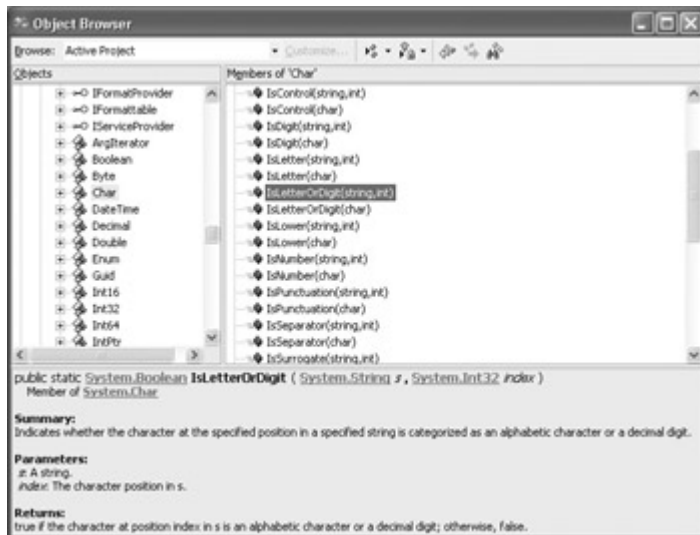 Object Browser
Browse: Active Project
Customize...
Objects
Members of 'Char'
IFormatProvider
IFormattable
IServiceProvider
ArgIterator
Boolean
Byte
Char
DateTime
Decimal
Double
Enum
Guid
Int16
Int32
Int64
IntPtr
IsControl(string,int)
IsControl(char)
IsDigit(string,int)
IsDigit(char)
IsLetter(string,int)
IsLetter(char)
IsLetterOrDigit(string,int)
IsLetterOrDigit(char)
IsLower(string,int)
IsLower(char)
IsNumber(string,int)
IsNumber(char)
IsPunctuation(string,int)
IsPunctuation(char)
IsSeparator(string,int)
IsSeparator(char)
IsSurrogate(string,int)
public static System.Boolean IsLetterOrDigit ( System.String s , System.Int32 index )
Member of System.Char
Summary:
Indicates whether the character at the specified position in a specified string is categorized as an alphabetic character or a decimal digit.
Parameters:
s: A string.
index: The character position in s.
Returns:
true if the character at position index in s is an alphabetic character or a decimal digit; otherwise, false.